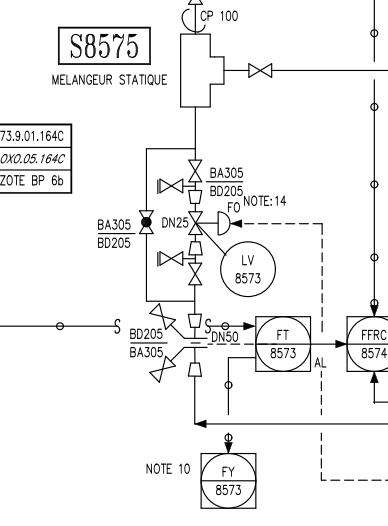 CP 100
S8575
MELANGEUR STATIQUE
73.9.01.164C
0X0.05.164C
ZOTE BP 6b
BA305
BD205
FO NOTE:14
BA305
BD205
DN25
LV
8573
S
S
BD205
BA305
DN50
FT
8573
AL
FFRC
8574
NOTE 10
FY
8573